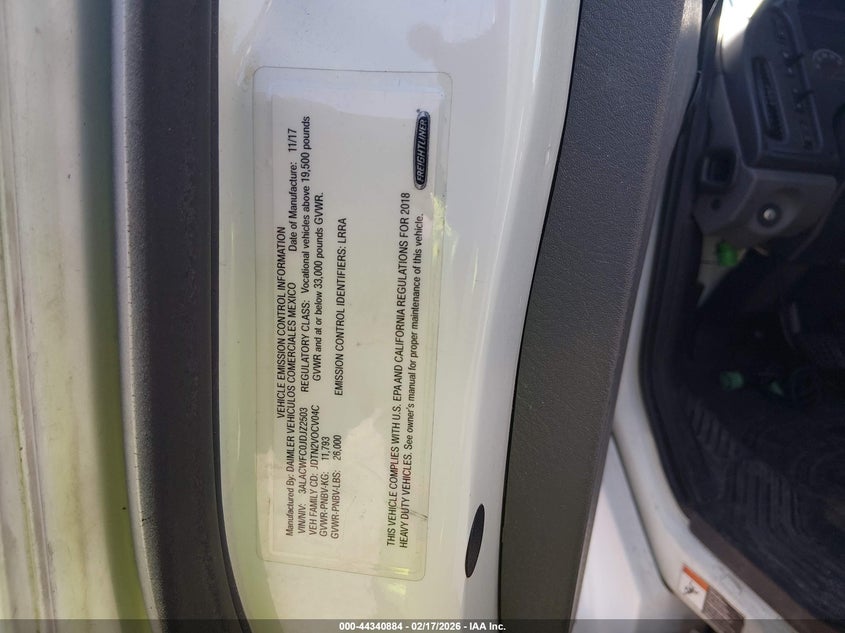 VEHICLE EMISSION CONTROL INFORMATION
Manufactured By: DAIMLER VEHICULOS COMERCIALES MEXICO Date of Manufacture: 11/17
VIN/NIV: 3ALACWFC0JDJZ2503 REGULATORY CLASS: Vocational vehicles above 19,500 pounds
VEH FAMILY CD: JDTN2VOCV04C GVWR and at or below 33,000 pounds GVWR.
GVWR-PNBV-KG: 11,793
GVWR-PNBV-LBS: 26,000 EMISSION CONTROL IDENTIFIERS: LRRA
THIS VEHICLE COMPLIES WITH U.S. EPA AND CALIFORNIA REGULATIONS FOR 2018
HEAVY DUTY VEHICLES. See owner's manual for proper maintenance of this vehicle.
FREIGHTLINER
000-44340884 | 02/17/2026 | IAA Inc.